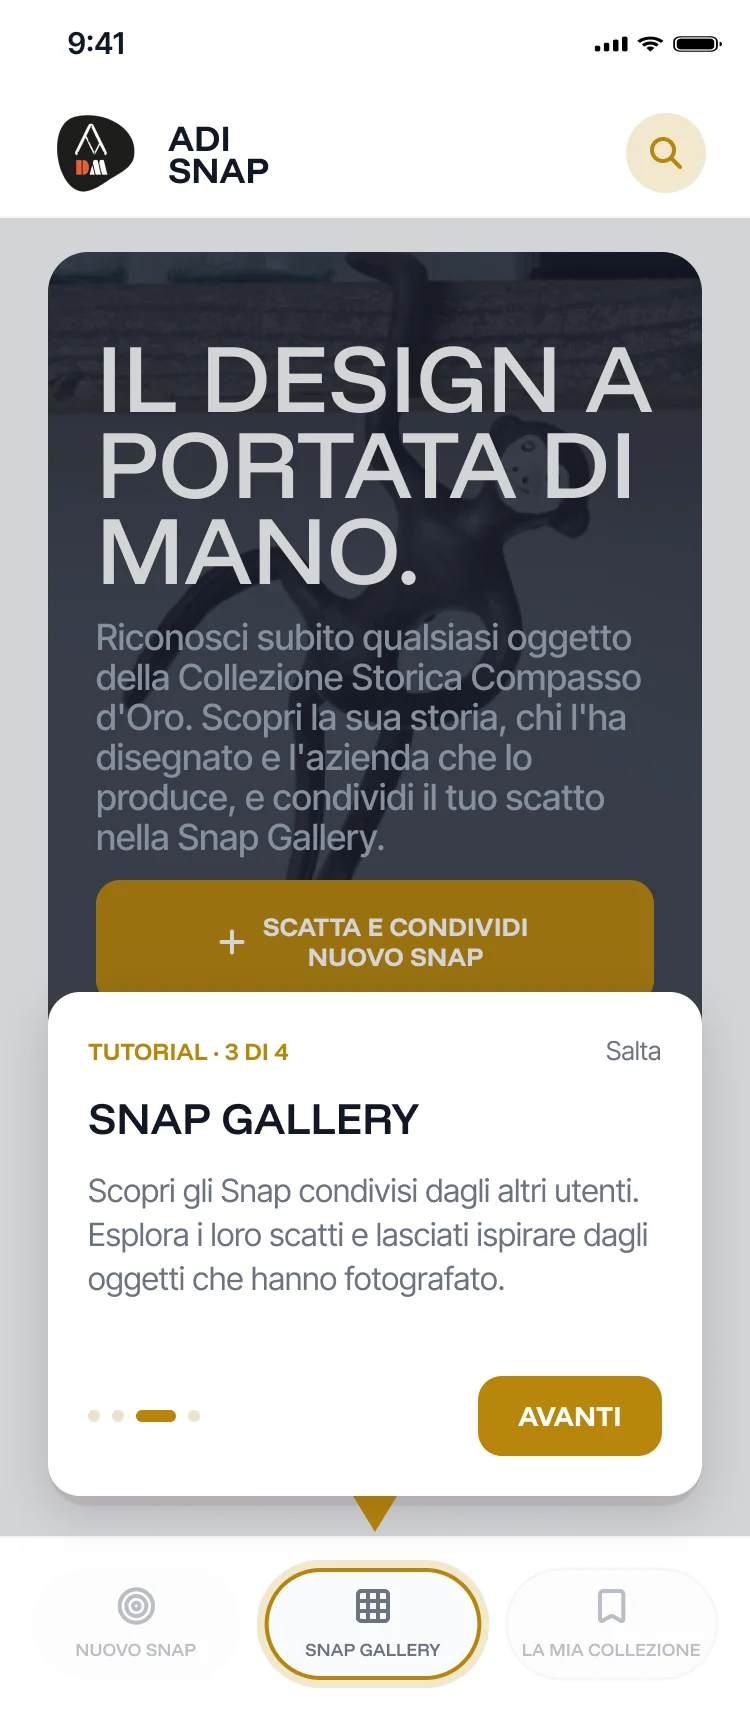 9:41
ADM
ADI
SNAP
IL DESIGN A
PORTATA DI
MANO.
Riconosci subito qualsiasi oggetto
della Collezione Storica Compasso
d'Oro. Scopri la sua storia, chi l'ha
disegnato e l'azienda che lo
produce, e condividi il tuo scatto
nella Snap Gallery.
SCATTA E CONDIVIDI
NUOVO SNAP
TUTORIAL · 3 DI 4
Salta
SNAP GALLERY
Scopri gli Snap condivisi dagli altri utenti.
Esplora i loro scatti e lasciati ispirare dagli
oggetti che hanno fotografato.
AVANTI
NUOVO SNAP
SNAP GALLERY
LA MIA COLLEZIONE